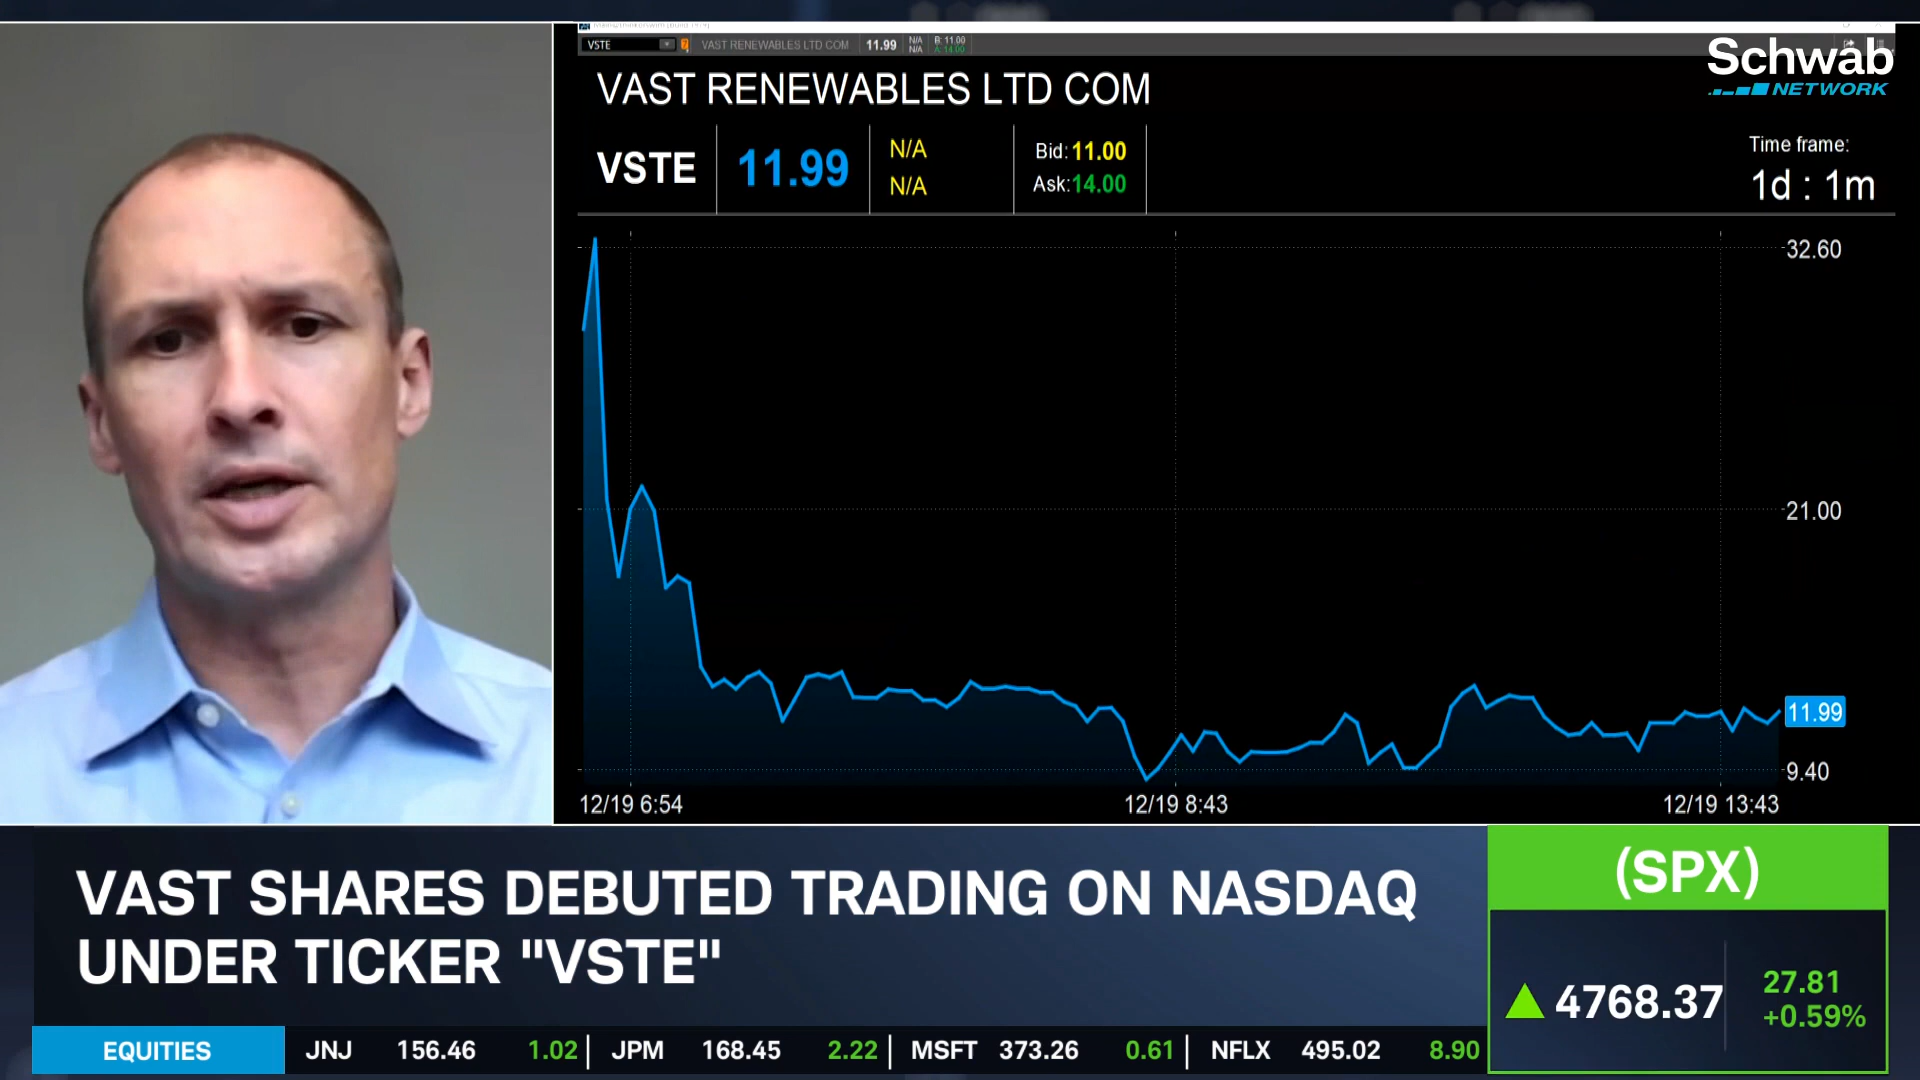 VSTE
VAST RENEWABLES LTD COM
11.99
N/A
N/A
B: 11.00
A: 14.00
Schwab
NETWORK
VAST RENEWABLES LTD COM
VSTE
11.99
N/A
N/A
Bid: 11.00
Ask: 14.00
Time frame:
1d : 1m
32.60
21.00
11.99
9.40
12/19 6:54
12/19 8:43
12/19 13:43
VAST SHARES DEBUTED TRADING ON NASDAQ
UNDER TICKER "VSTE"
(SPX)
4768.37
27.81
+0.59%
EQUITIES
JNJ 156.46 1.02 JPM 168.45 2.22 MSFT 373.26 0.61 NFLX 495.02 8.90